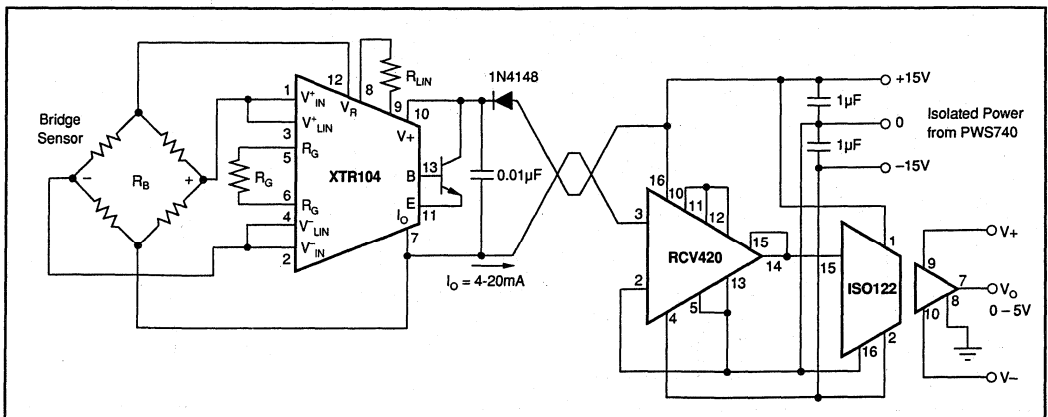 Bridge
Sensor
R_B
−
+
1
V⁺_IN
V⁺_LIN
3
R_G
5
R_G
6
R_G
4
V⁻_LIN
V⁻_IN
2
12
V_R
8
R_LIN
9
10
V+
XTR104
B
13
E
11
I_O
7
0.01µF
1N4148
I_O = 4-20mA
3
2
16
10
11
12
15
14
RCV420
13
5
4
+15V
1µF
0
1µF
−15V
Isolated Power
from PWS740
15
1
ISO122
2
16
9
7
8
10
V+
V_O
0 – 5V
V−